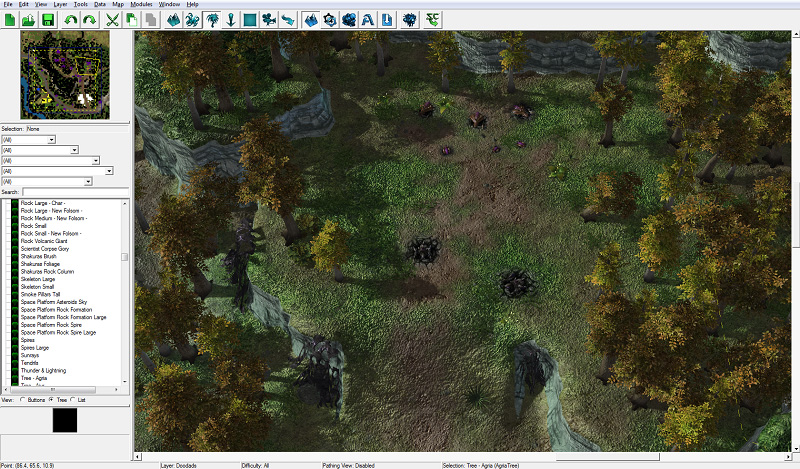 File Edit View Layer Tools Data Map Modules Window Help
Selection: None
(All)
(All)
(All)
(All)
(All)
Search:
Rock Large - Char -
Rock Large - New Folsom -
Rock Medium - New Folsom -
Rock Small
Rock Small - New Folsom -
Rock Volcanic Giant
Scientist Corpse Gory
Shakuras Brush
Shakuras Foliage
Shakuras Rock Column
Skeleton Large
Skeleton Small
Smoke Pillars Tall
Space Platform Asteroids Sky
Space Platform Rock Formation
Space Platform Rock Formation Large
Space Platform Rock Spire
Space Platform Rock Spire Large
Spires
Spires Large
Sunrays
Tendrils
Thunder & Lightning
Tree - Agria
View: Buttons Tree List
Point: (86.4, 65.6, 10.9) Layer: Doodads Difficulty: All Pathing View: Disabled Selection: Tree - Agria (AgriaTree)